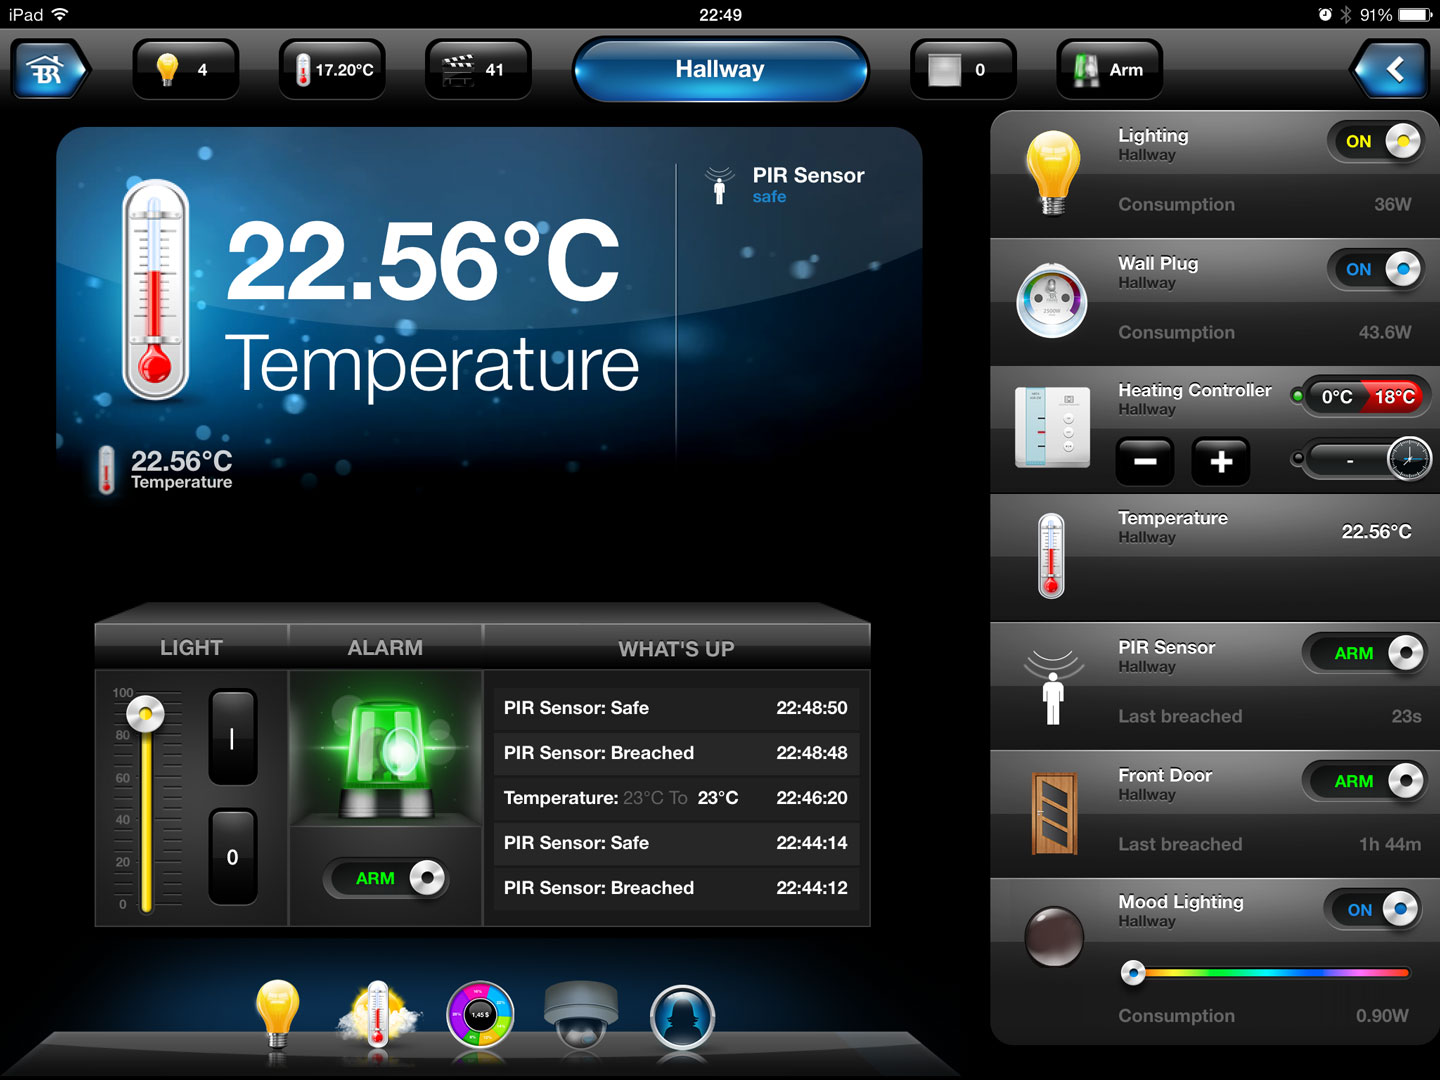 iPad
22:49
91%
4
17.20°C
41
Hallway
0
Arm
22.56°C
Temperature
PIR Sensor
safe
22.56°C
Temperature
LIGHT
ALARM
WHAT'S UP
100
80
60
40
20
0
|
0
ARM
PIR Sensor: Safe 22:48:50
PIR Sensor: Breached 22:48:48
Temperature: 23°C To 23°C 22:46:20
PIR Sensor: Safe 22:44:14
PIR Sensor: Breached 22:44:12
1,45 $
Lighting
Hallway
ON
Consumption 36W
Wall Plug
Hallway
ON
2500W
Consumption 43.6W
Heating Controller
Hallway
0°C 18°C
-
Temperature
Hallway
22.56°C
PIR Sensor
Hallway
ARM
Last breached 23s
Front Door
Hallway
ARM
Last breached 1h 44m
Mood Lighting
Hallway
ON
Consumption 0.90W